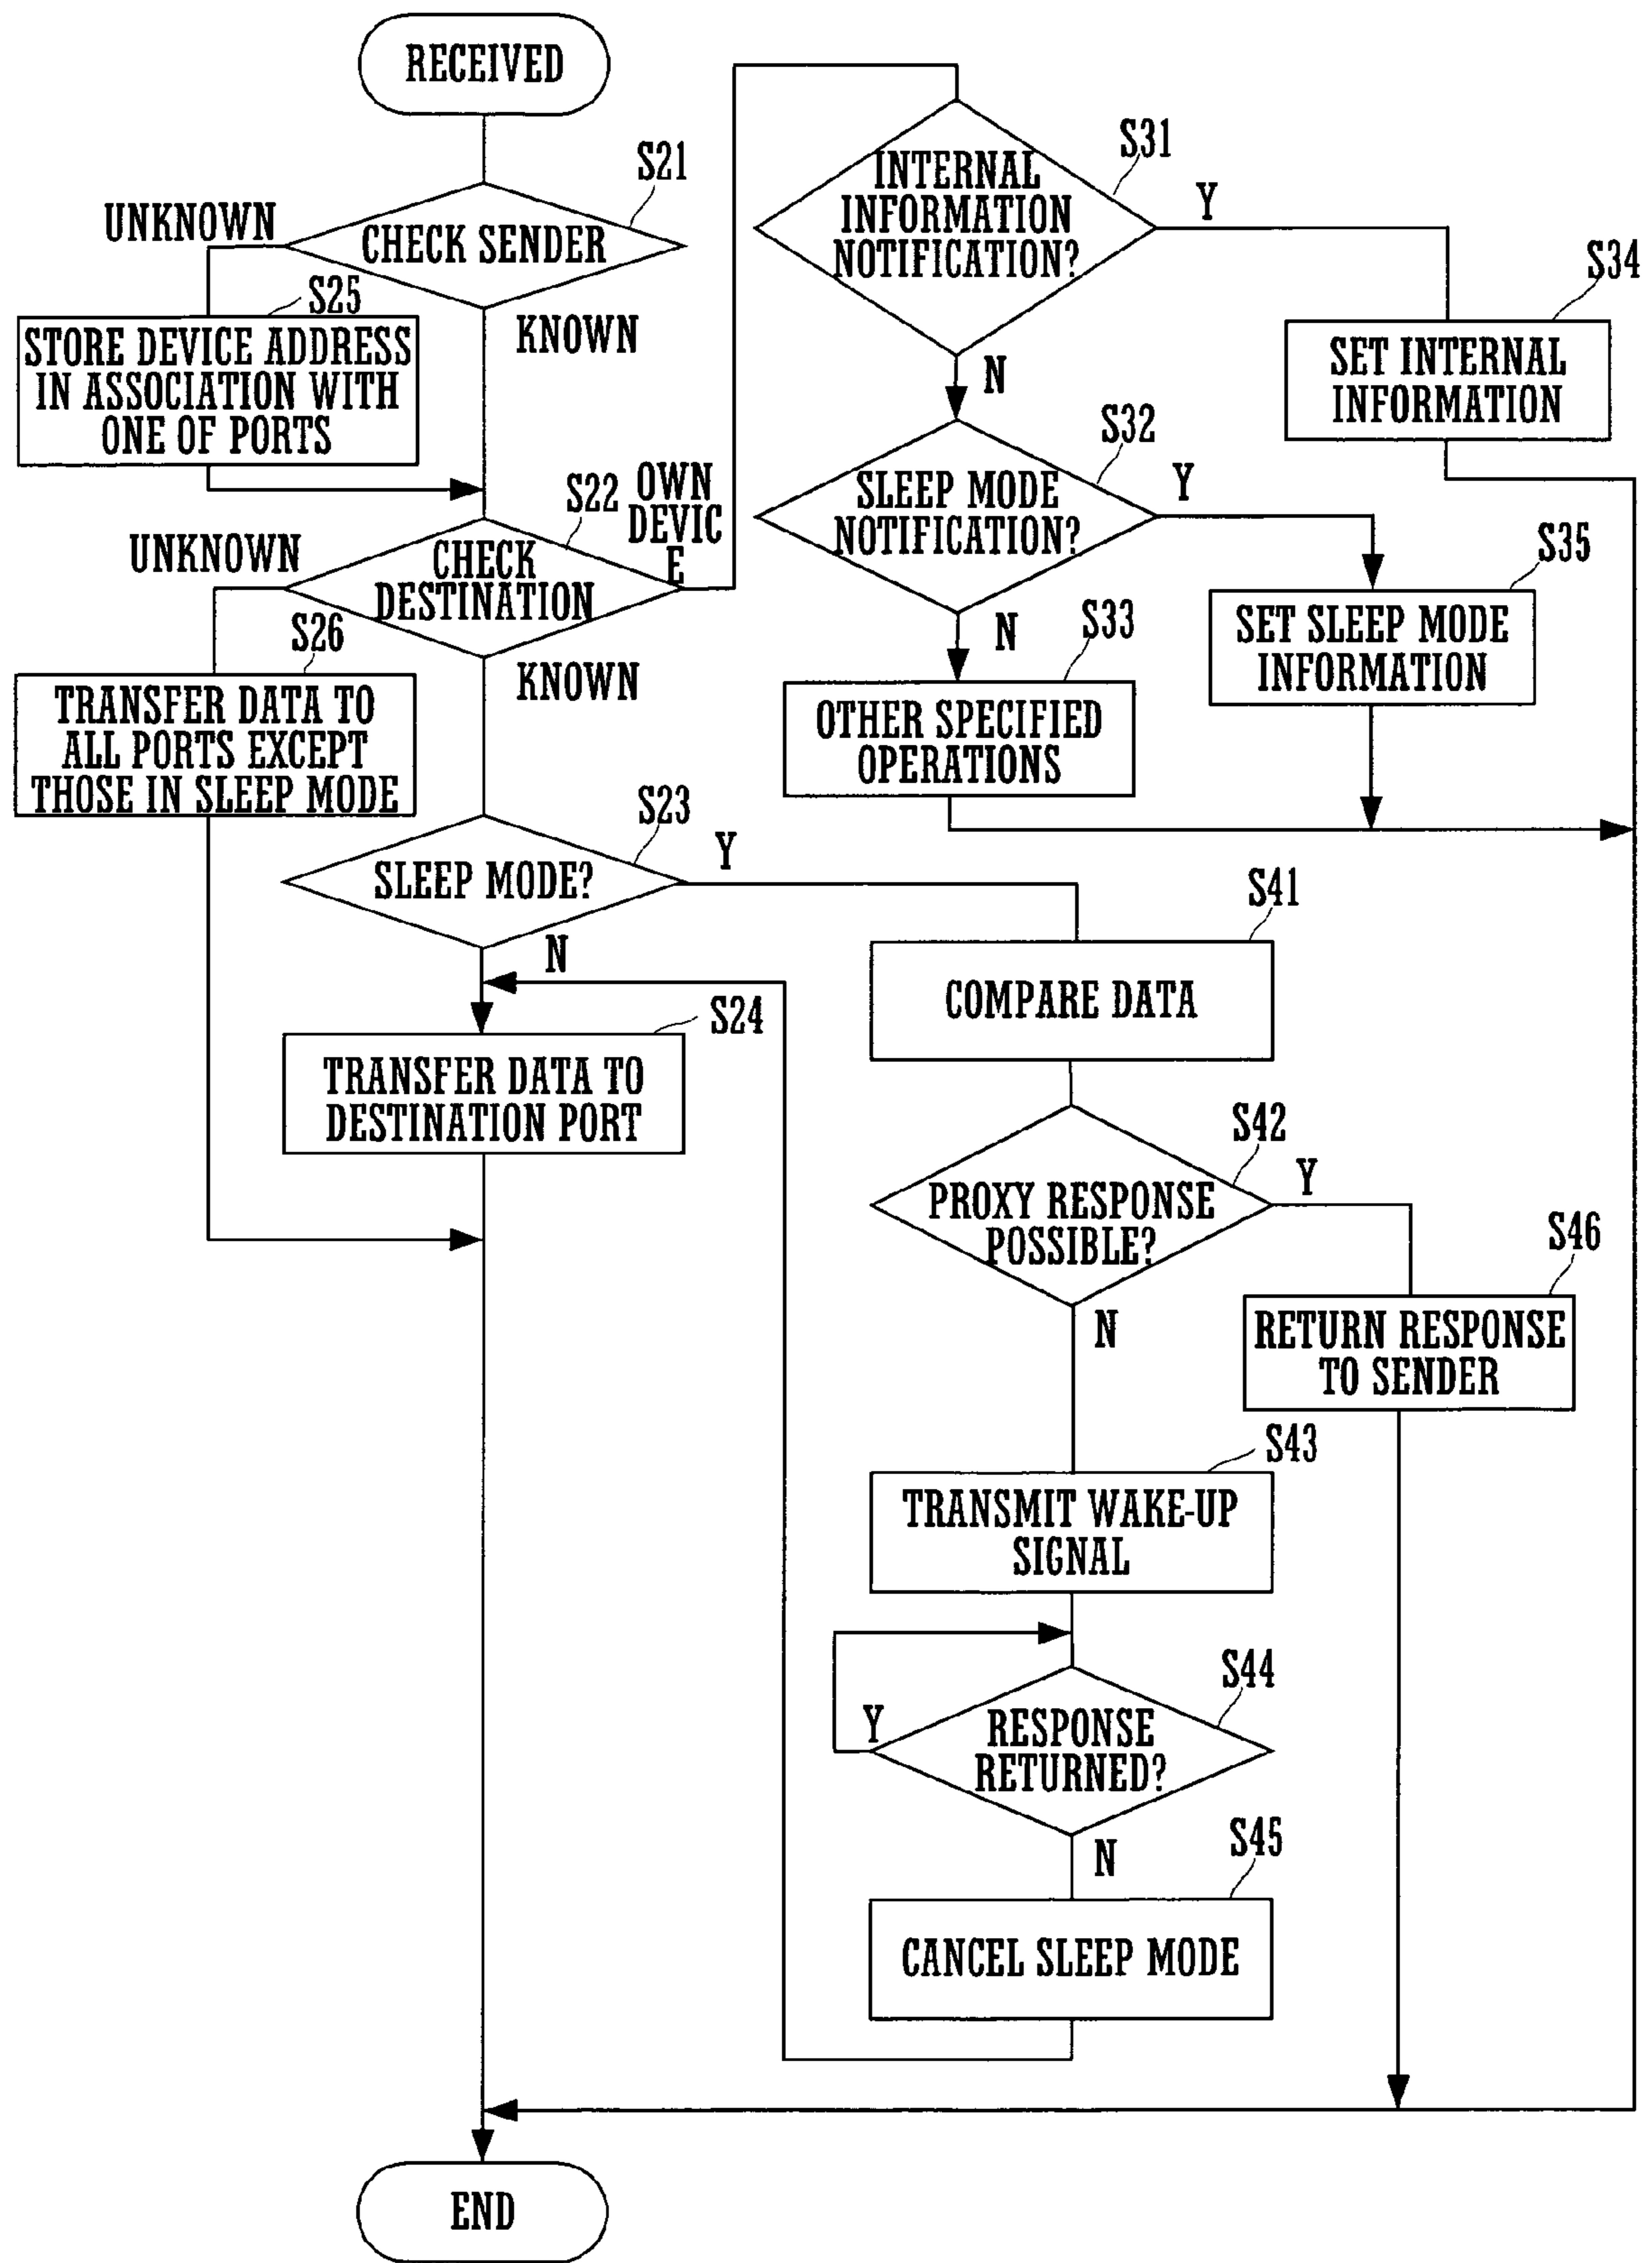 RECEIVED
S21
UNKNOWN
CHECK SENDER
S25
KNOWN
STORE DEVICE ADDRESS
IN ASSOCIATION WITH
ONE OF PORTS
S22
OWN
DEVIC
E
UNKNOWN
CHECK
DESTINATION
S26
KNOWN
TRANSFER DATA TO
ALL PORTS EXCEPT
THOSE IN SLEEP MODE
S23
Y
SLEEP MODE?
N
S24
TRANSFER DATA TO
DESTINATION PORT
S31
INTERNAL
INFORMATION
NOTIFICATION?
Y
S34
SET INTERNAL
INFORMATION
N
S32
SLEEP MODE
NOTIFICATION?
Y
S35
SET SLEEP MODE
INFORMATION
N
S33
OTHER SPECIFIED
OPERATIONS
S41
COMPARE DATA
S42
PROXY RESPONSE
POSSIBLE?
Y
S46
RETURN RESPONSE
TO SENDER
N
S43
TRANSMIT WAKE-UP
SIGNAL
S44
Y
RESPONSE
RETURNED?
N
S45
CANCEL SLEEP MODE
END